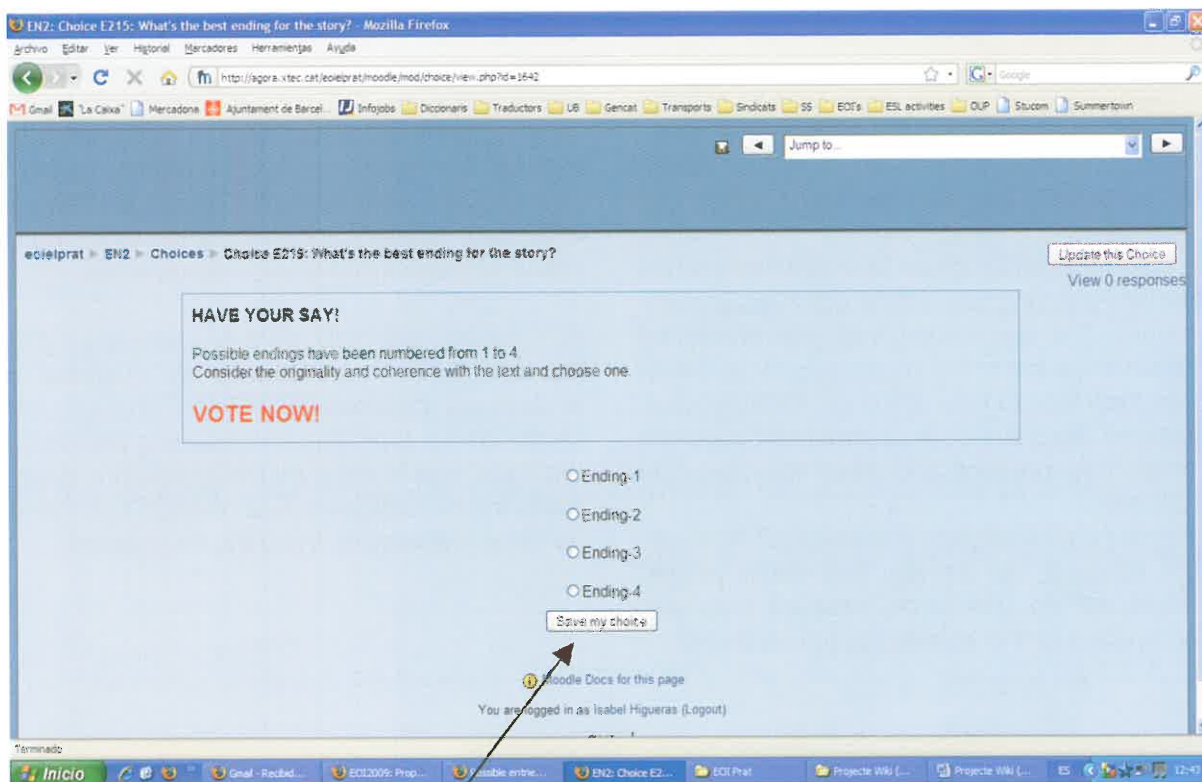 EN2: Choice E215: What's the best ending for the story? - Mozilla Firefox
Archivo Editar Ver Historial Marcadores Herramientas Ayuda
http://agora.xtec.cat/eoielprat/moodle/mod/choice/view.php?id=1642
Google
Gmail "La Caixa" Mercadona Ajuntament de Barcel... Infojobs Diccionaris Traductors UB Gencat Transports Sindicats SS EOI's ESL activities OUP Stucom Summertown
Jump to...
eoielprat EN2 Choices Choice E215: What's the best ending for the story?
Update this Choice
View 0 responses
HAVE YOUR SAY!
Possible endings have been numbered from 1 to 4.
Consider the originality and coherence with the text and choose one.
VOTE NOW!
Ending-1
Ending-2
Ending-3
Ending-4
Save my choice
Moodle Docs for this page
You are logged in as Isabel Higueras (Logout)
Terminado
Inicio Gmail - Recibid... EOI2009: Prop... Possible entrie... EN2: Choice E2... EOI Prat Projecte Wiki (... Projecte Wiki (... ES 12:43